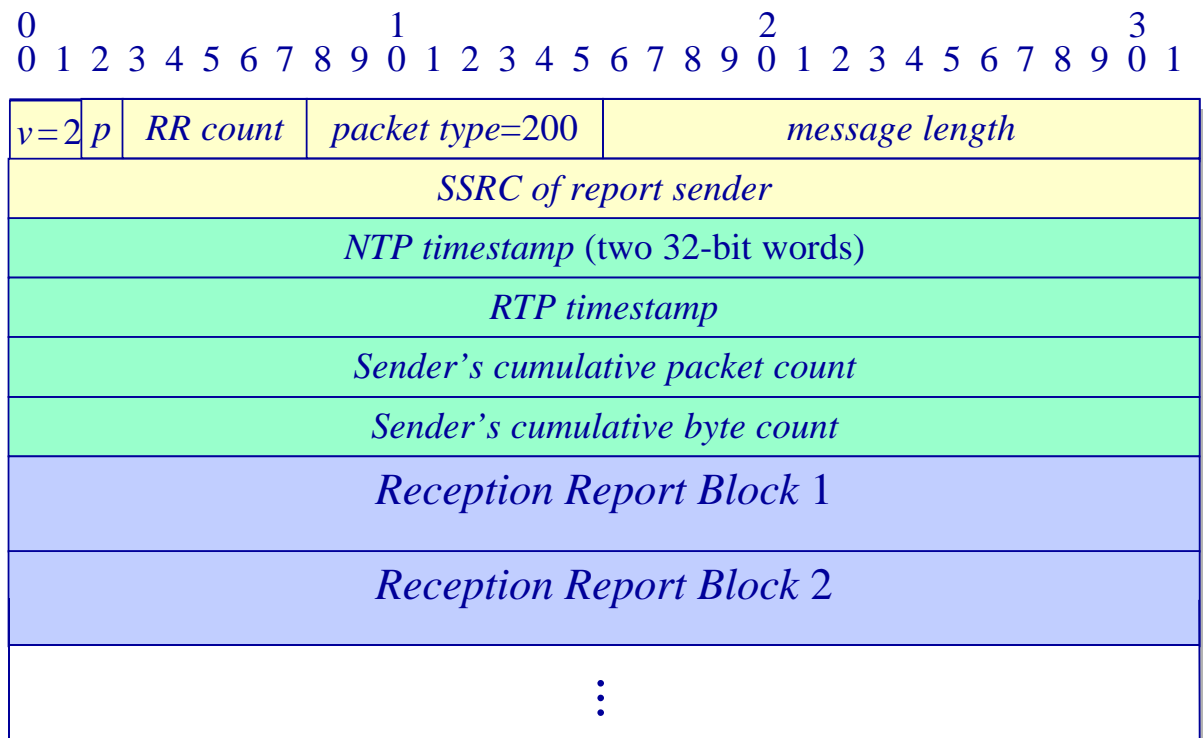 0 1 2 3
0 1 2 3 4 5 6 7 8 9 0 1 2 3 4 5 6 7 8 9 0 1 2 3 4 5 6 7 8 9 0 1
v=2 p RR count packet type=200 message length
SSRC of report sender
NTP timestamp (two 32-bit words)
RTP timestamp
Sender’s cumulative packet count
Sender’s cumulative byte count
Reception Report Block 1
Reception Report Block 2
⋮